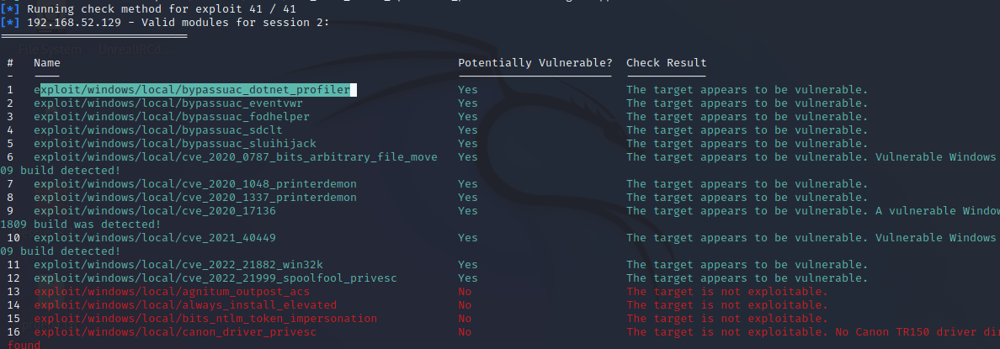 [*] Running check method for exploit 41 / 41
[*] 192.168.52.129 - Valid modules for session 2:
============================
# Name Potentially Vulnerable? Check Result
- ---- ----------------------- ------------
1 exploit/windows/local/bypassuac_dotnet_profiler Yes The target appears to be vulnerable.
2 exploit/windows/local/bypassuac_eventvwr Yes The target appears to be vulnerable.
3 exploit/windows/local/bypassuac_fodhelper Yes The target appears to be vulnerable.
4 exploit/windows/local/bypassuac_sdclt Yes The target appears to be vulnerable.
5 exploit/windows/local/bypassuac_sluihijack Yes The target appears to be vulnerable.
6 exploit/windows/local/cve_2020_0787_bits_arbitrary_file_move Yes The target appears to be vulnerable. Vulnerable Windows
09 build detected!
7 exploit/windows/local/cve_2020_1048_printerdemon Yes The target appears to be vulnerable.
8 exploit/windows/local/cve_2020_1337_printerdemon Yes The target appears to be vulnerable.
9 exploit/windows/local/cve_2020_17136 Yes The target appears to be vulnerable. A vulnerable Window
1809 build was detected!
10 exploit/windows/local/cve_2021_40449 Yes The target appears to be vulnerable. Vulnerable Windows
09 build detected!
11 exploit/windows/local/cve_2022_21882_win32k Yes The target appears to be vulnerable.
12 exploit/windows/local/cve_2022_21999_spoolfool_privesc Yes The target appears to be vulnerable.
13 exploit/windows/local/agnitum_outpost_acs No The target is not exploitable.
14 exploit/windows/local/always_install_elevated No The target is not exploitable.
15 exploit/windows/local/bits_ntlm_token_impersonation No The target is not exploitable.
16 exploit/windows/local/canon_driver_privesc No The target is not exploitable. No Canon TR150 driver dir
found
File System UnrealIRCd...